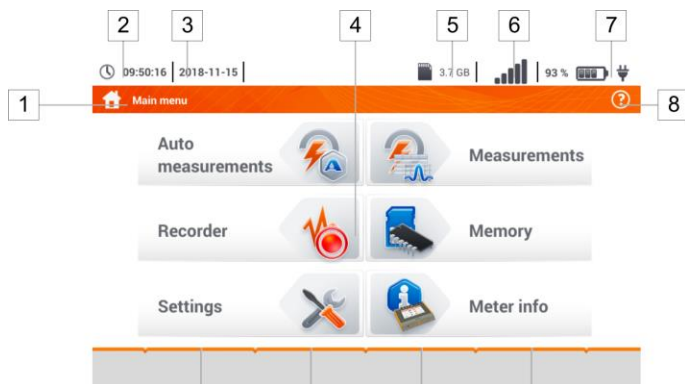 2 3 4 5 6 7
09:50:16 2018-11-15 3.7 GB 93 %
1 Main menu ? 8
Auto
measurements
Measurements
Recorder
Memory
Settings
Meter info